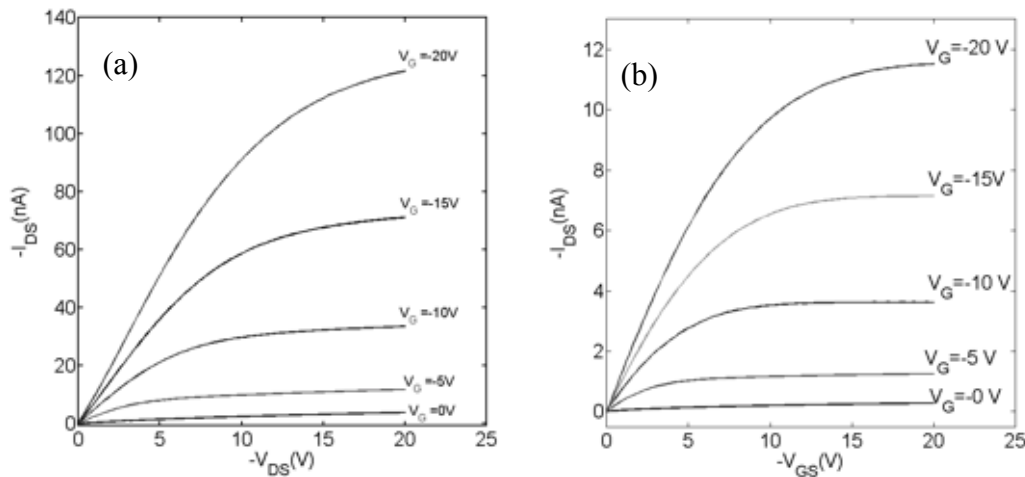 (a)
V_G =-20V
V_G =-15V
V_G =-10V
V_G =-5V
V_G =0V
140
120
100
80
60
40
20
0
0 5 10 15 20 25
-I_DS(nA)
-V_DS(V)
(b)
V_G=-20 V
V_G=-15V
V_G=-10 V
V_G=-5 V
V_G=-0 V
12
10
8
6
4
2
0
0 5 10 15 20 25
-I_DS(nA)
-V_GS(V)